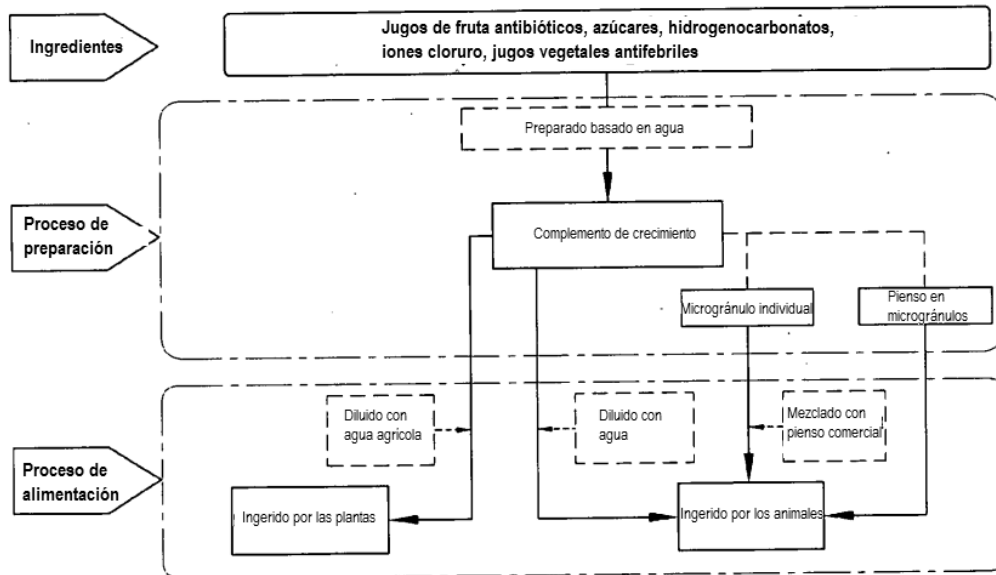 Ingredientes
Jugos de fruta antibióticos, azúcares, hidrogenocarbonatos,
iones cloruro, jugos vegetales antifebriles
Preparado basado en agua
Proceso de
preparación
Complemento de crecimiento
Microgránulo individual
Pienso en
microgránulos
Diluido con
agua agrícola
Diluido con
agua
Mezclado con
pienso comercial
Proceso de
alimentación
Ingerido por las plantas
Ingerido por los animales